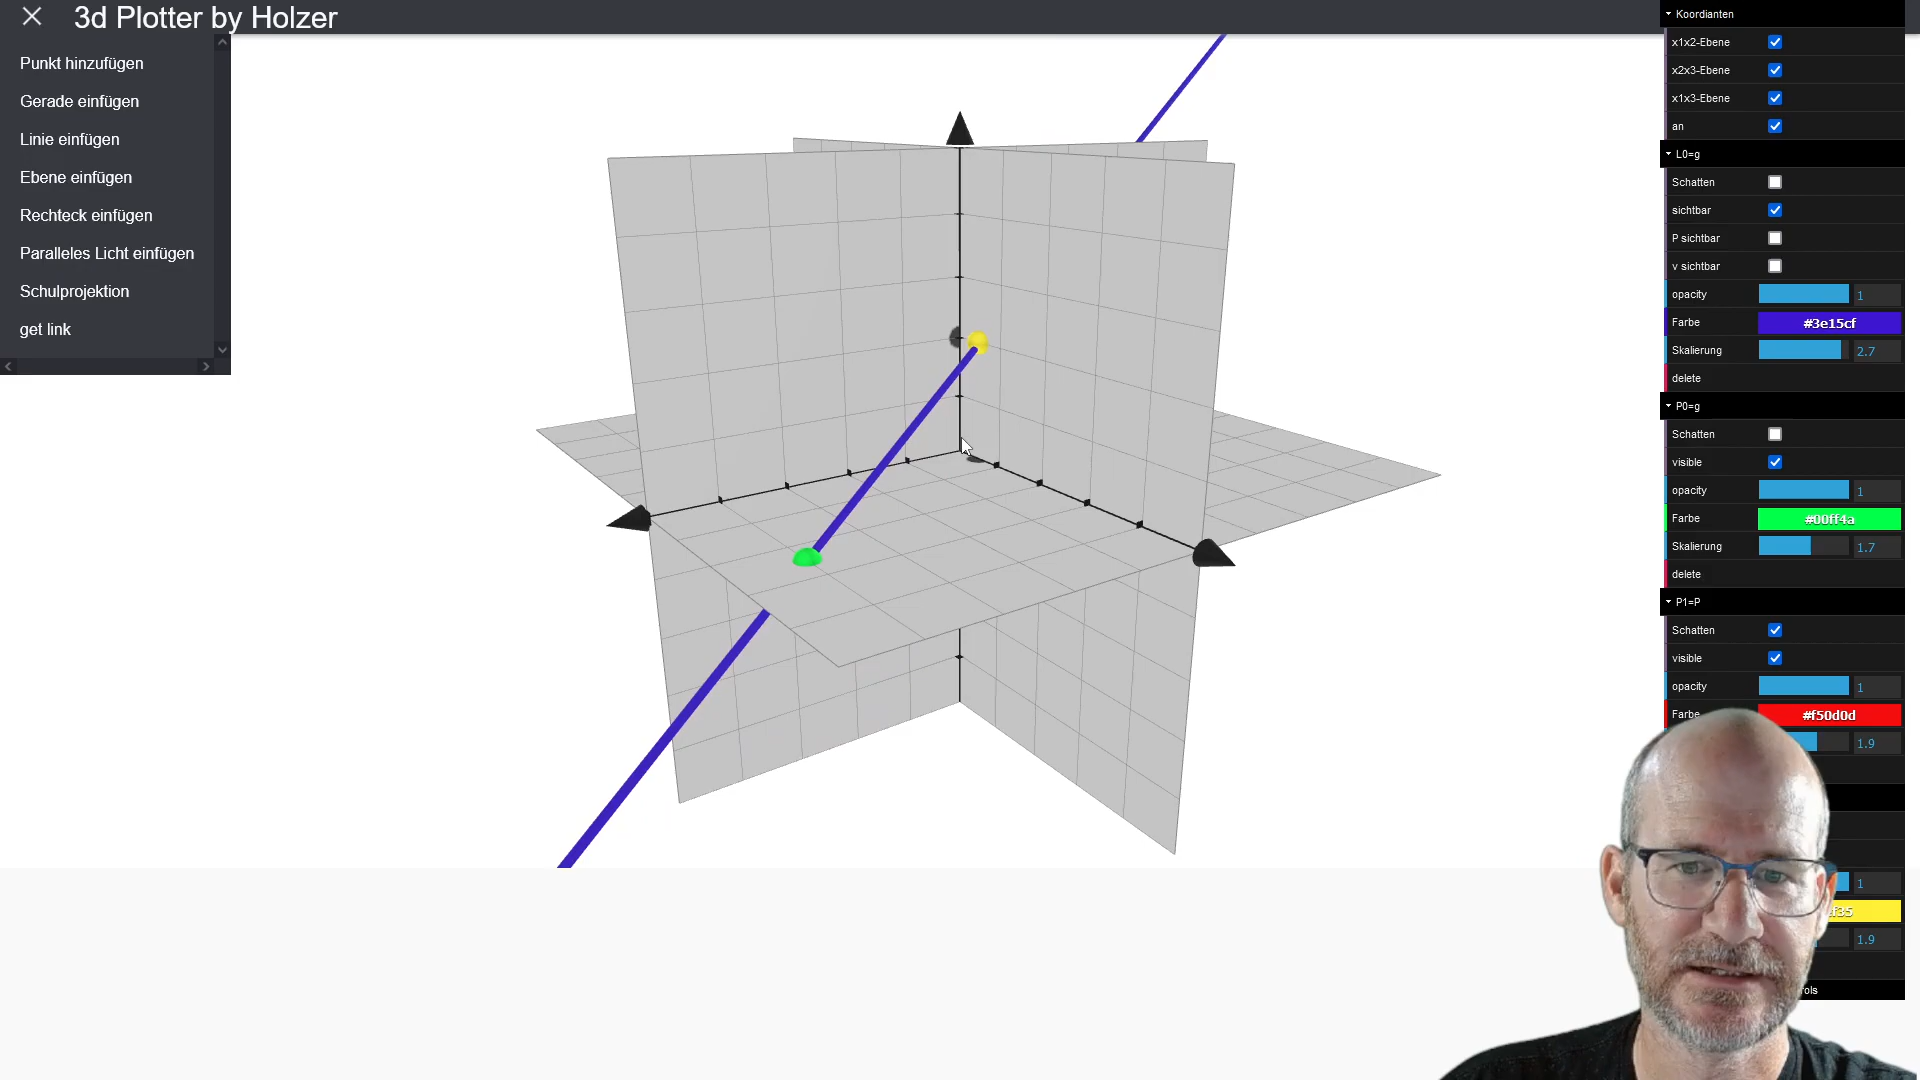 3d Plotter by Holzer
Punkt hinzufügen
Gerade einfügen
Linie einfügen
Ebene einfügen
Rechteck einfügen
Paralleles Licht einfügen
Schulprojektion
get link
Koordianten
x1x2-Ebene
x2x3-Ebene
x1x3-Ebene
an
L0=g
Schatten
sichtbar
P sichtbar
v sichtbar
opacity 1
Farbe #3e15cf
Skalierung 2.7
delete
P0=g
Schatten
visible
opacity 1
Farbe #00ff4a
Skalierung 1.7
delete
P1=P
Schatten
visible
opacity 1
Farbe #f50d0d
1.9
1
f35
1.9
rols